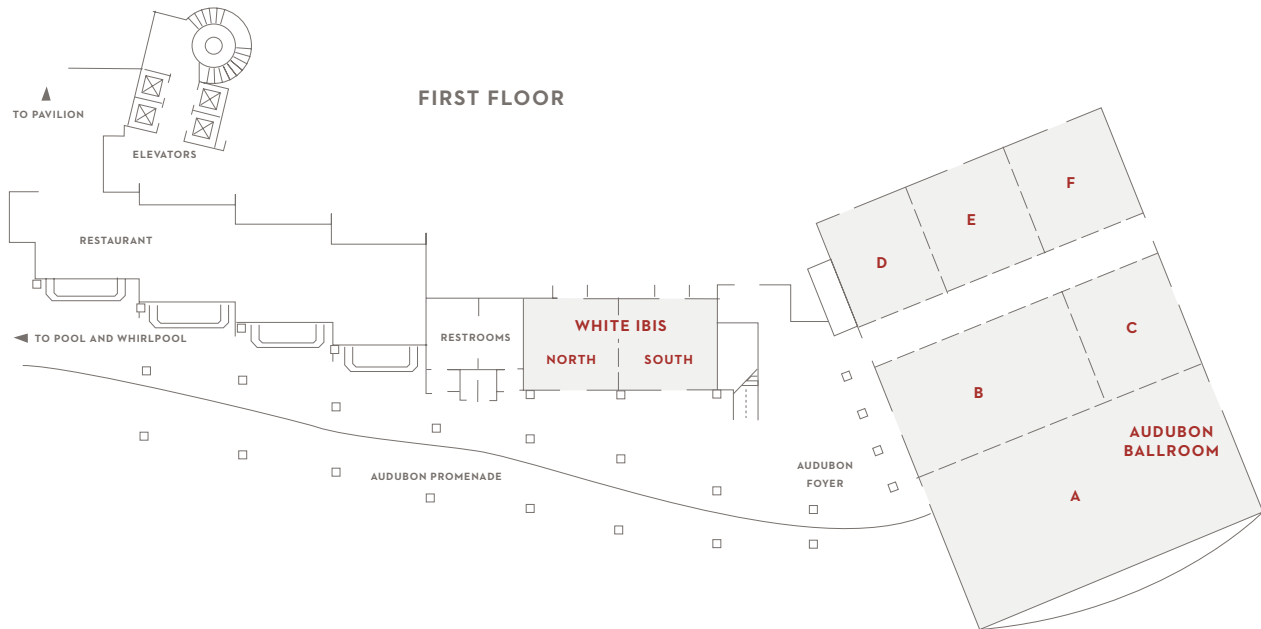 FIRST FLOOR
TO PAVILION
ELEVATORS
RESTAURANT
TO POOL AND WHIRLPOOL
RESTROOMS
WHITE IBIS
NORTH
SOUTH
AUDUBON PROMENADE
AUDUBON
FOYER
D
E
F
B
C
AUDUBON
BALLROOM
A